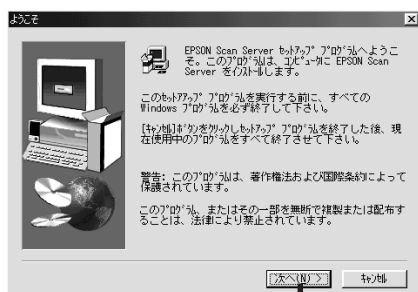 ようこそ
EPSON Scan Server ｾｯﾄｱｯﾌﾟ ﾌﾟﾛｸﾞﾗﾑへようこ
そ。このﾌﾟﾛｸﾞﾗﾑは、ｺﾝﾋﾟｭｰﾀに EPSON Scan
Server をｲﾝｽﾄｰﾙします。
このｾｯﾄｱｯﾌﾟ ﾌﾟﾛｸﾞﾗﾑを実行する前に、すべての
Windows ﾌﾟﾛｸﾞﾗﾑを必ず終了して下さい。
[ｷｬﾝｾﾙ]ﾎﾞﾀﾝをｸﾘｯｸしｾｯﾄｱｯﾌﾟ ﾌﾟﾛｸﾞﾗﾑを終了した後、現
在使用中のﾌﾟﾛｸﾞﾗﾑをすべて終了させて下さい。
警告: このﾌﾟﾛｸﾞﾗﾑは、著作権法および国際条約によって
保護されています。
このﾌﾟﾛｸﾞﾗﾑ、またはその一部を無断で複製または配布す
ることは、法律により禁止されています。
次へ(N) >
ｷｬﾝｾﾙ